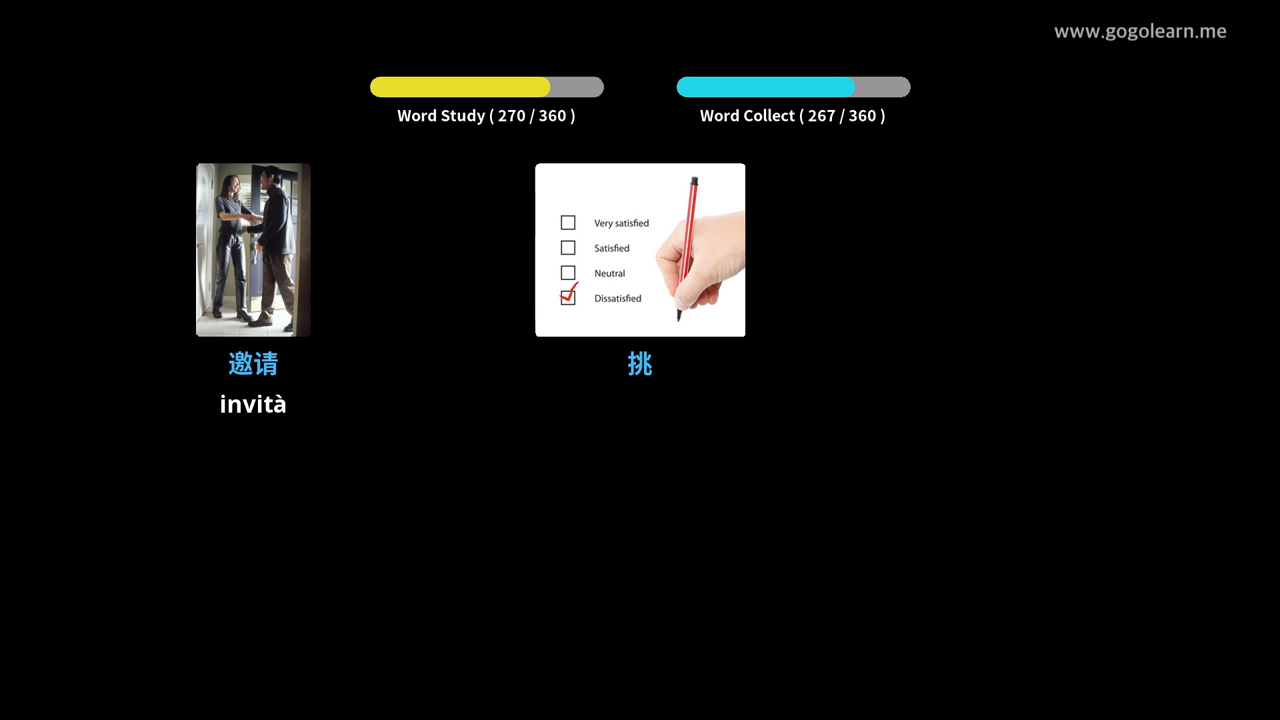 www.gogolearn.me
Word Study ( 270 / 360 )
Word Collect ( 267 / 360 )
Very satisfied
Satisfied
Neutral
Dissatisfied
邀请
挑
invità